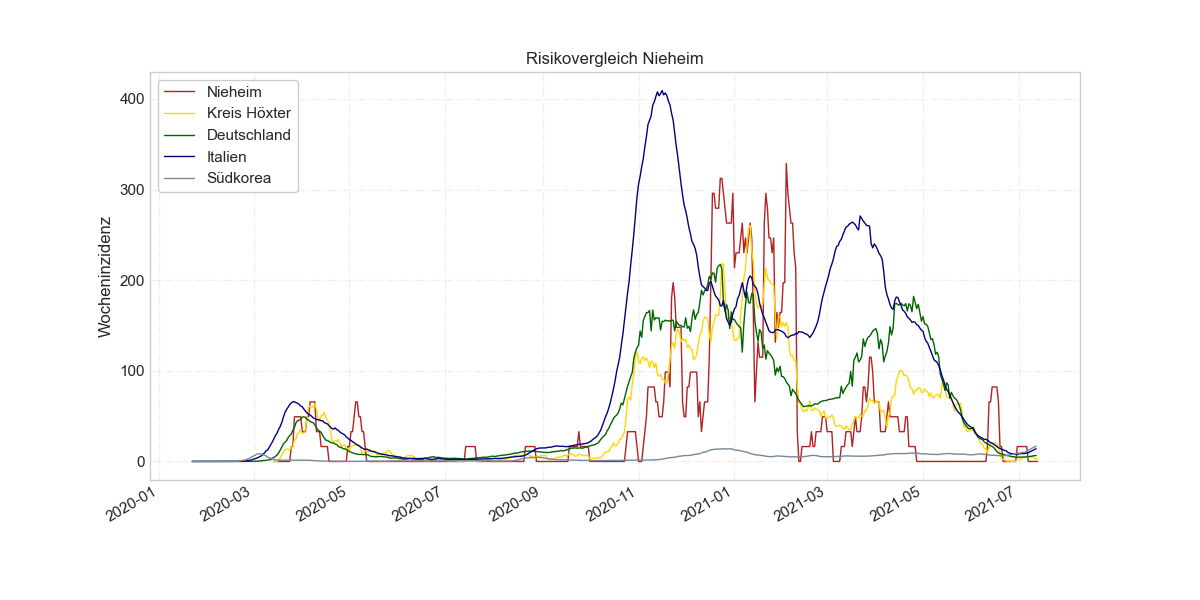 Risikovergleich Nieheim
Nieheim
Kreis Höxter
Deutschland
Italien
Südkorea
Wocheninzidenz
400
300
200
100
0
2020-01
2020-03
2020-05
2020-07
2020-09
2020-11
2021-01
2021-03
2021-05
2021-07